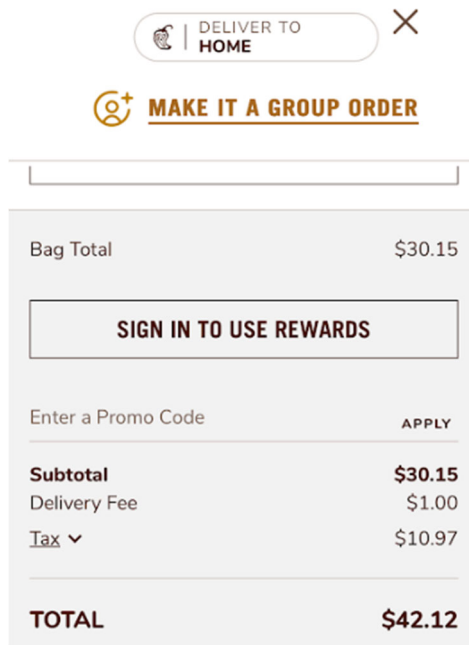 DELIVER TO
HOME
MAKE IT A GROUP ORDER
Bag Total $30.15
SIGN IN TO USE REWARDS
Enter a Promo Code APPLY
Subtotal $30.15
Delivery Fee $1.00
Tax $10.97
TOTAL $42.12